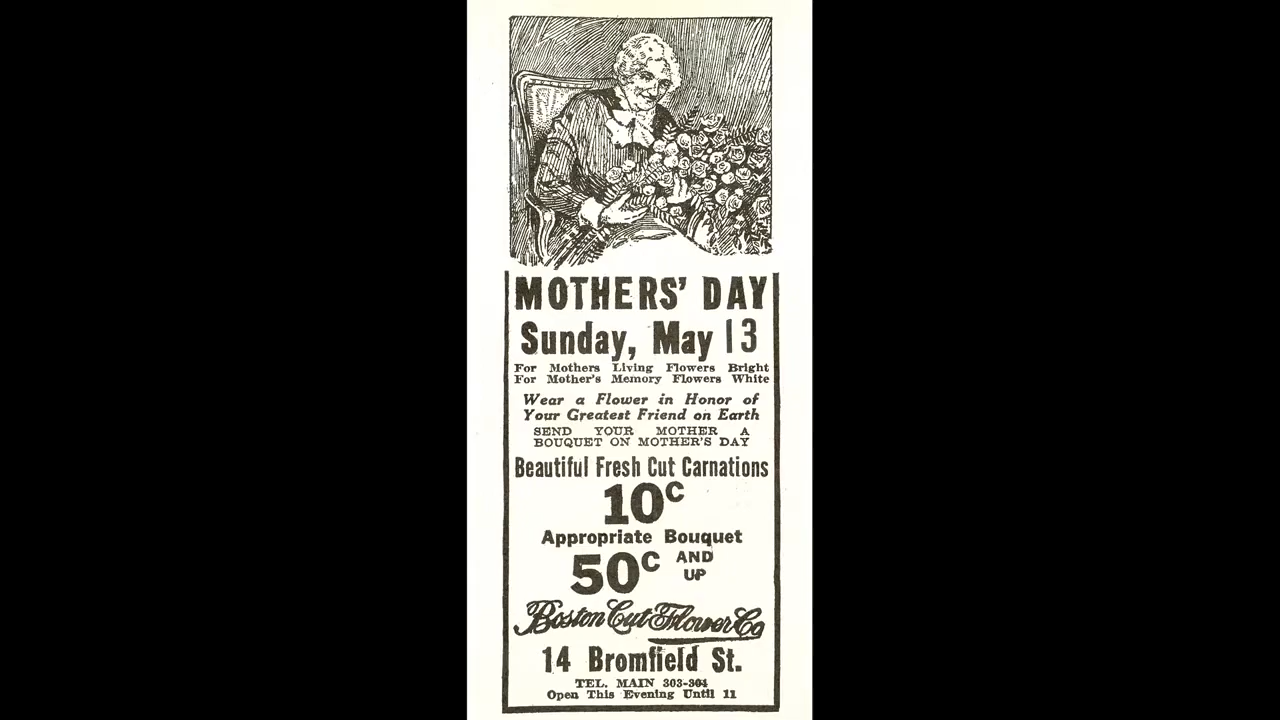 MOTHERS' DAY
Sunday, May 13
For Mothers Living Flowers Bright
For Mother's Memory Flowers White
Wear a Flower in Honor of
Your Greatest Friend on Earth
SEND YOUR MOTHER A
BOUQUET ON MOTHER'S DAY
Beautiful Fresh Cut Carnations
10c
Appropriate Bouquet
50c AND UP
Boston Cut Flower Co
14 Bromfield St.
TEL. MAIN 303-304
Open This Evening Until 11